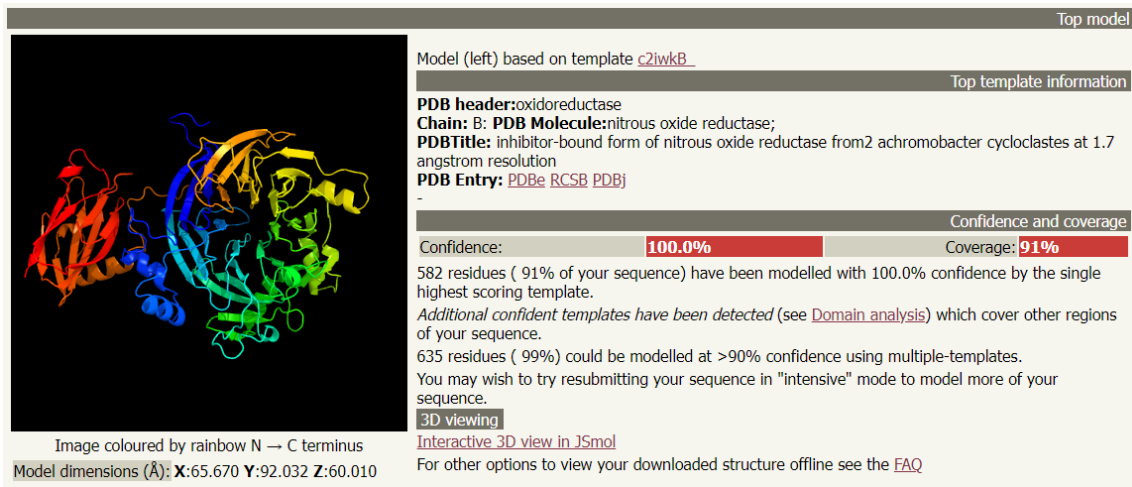 Top model
Model (left) based on template c2iwkB_
Top template information
PDB header:oxidoreductase
Chain: B: PDB Molecule:nitrous oxide reductase;
PDBTitle: inhibitor-bound form of nitrous oxide reductase from2 achromobacter cycloclastes at 1.7
angstrom resolution
PDB Entry: PDBe RCSB PDBj
-
Confidence and coverage
Confidence: 100.0% Coverage: 91%
582 residues ( 91% of your sequence) have been modelled with 100.0% confidence by the single
highest scoring template.
Additional confident templates have been detected (see Domain analysis) which cover other regions
of your sequence.
635 residues ( 99%) could be modelled at >90% confidence using multiple-templates.
You may wish to try resubmitting your sequence in "intensive" mode to model more of your
sequence.
3D viewing
Interactive 3D view in JSmol
For other options to view your downloaded structure offline see the FAQ
Image coloured by rainbow N → C terminus
Model dimensions (Å): X:65.670 Y:92.032 Z:60.010